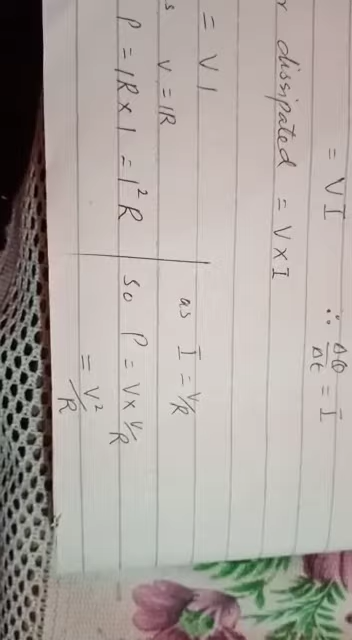 = VI ∴ ΔQ/Δt = I
dissipated = V x I
= VI
V = IR
P = IR x I = I²R
as I = V/R
so P = V x V/R
= V²/R